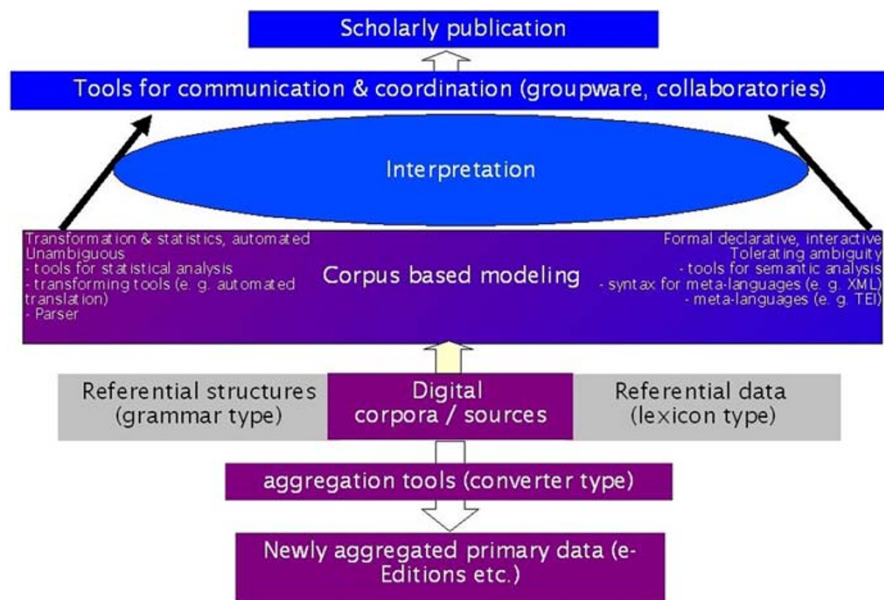 Scholarly publication
Tools for communication & coordination (groupware, collaboratories)
Interpretation
Transformation & statistics, automated
Unambiguous
- tools for statistical analysis
- transforming tools (e. g. automated
translation)
- Parser
Corpus based modeling
Formal declarative, interactive
Tolerating ambiguity
- tools for semantic analysis
- syntax for meta-languages (e. g. XML)
- meta-languages (e. g. TEI)
Referential structures
(grammar type)
Digital
corpora / sources
Referential data
(lexicon type)
aggregation tools (converter type)
Newly aggregated primary data (e-
Editions etc.)